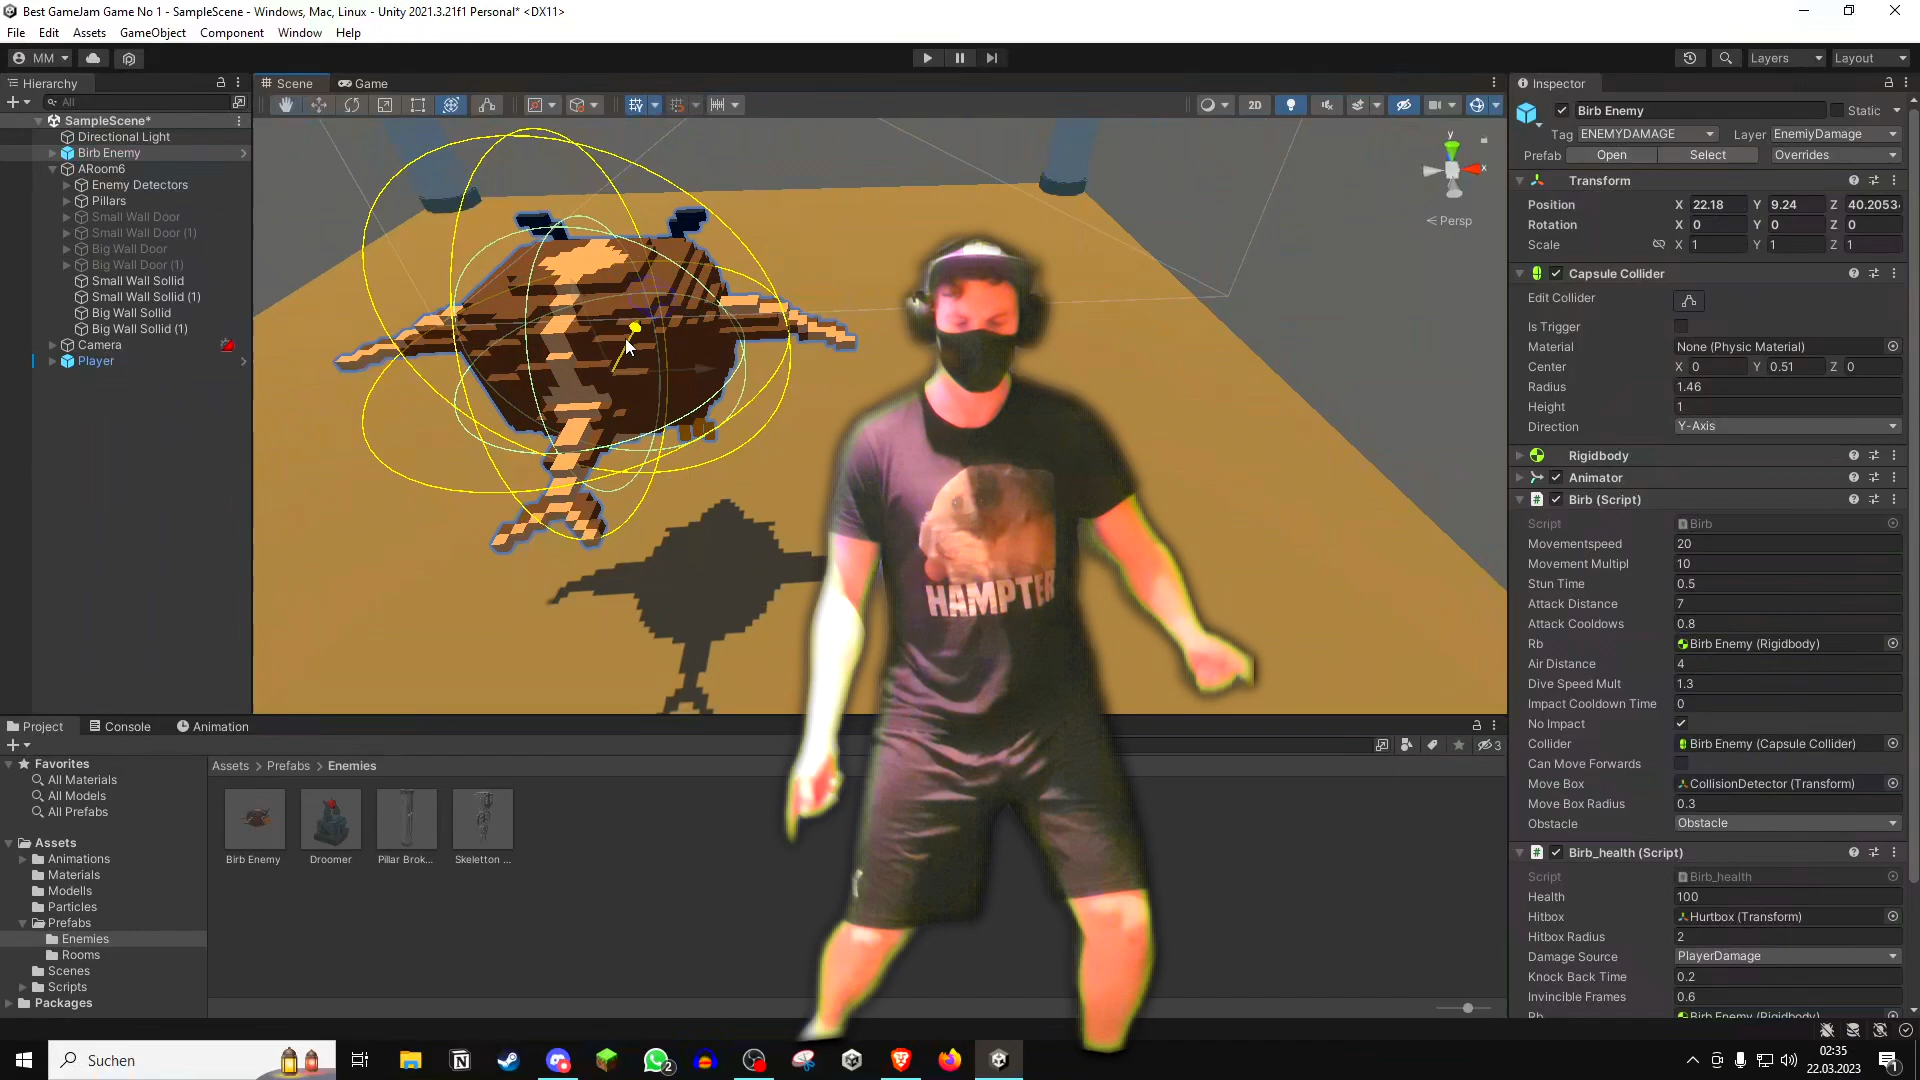 Best GameJam Game No 1 - SampleScene - Windows, Mac, Linux - Unity 2021.3.21f1 Personal* <DX11>
File Edit Assets GameObject Component Window Help
MM Layers Layout
Hierarchy
All
SampleScene*
Directional Light
Birb Enemy
ARoom6
Enemy Detectors
Pillars
Small Wall Door
Small Wall Door (1)
Big Wall Door
Big Wall Door (1)
Small Wall Sollid
Small Wall Sollid (1)
Big Wall Sollid
Big Wall Sollid (1)
Camera
Player
Scene Game
2D
y
x
Persp
HAMPTER
Inspector
Birb Enemy Static
Tag ENEMYDAMAGE Layer EnemiyDamage
Prefab Open Select Overrides
Transform
Position X 22.18 Y 9.24 Z 40.2053
Rotation X 0 Y 0 Z 0
Scale X 1 Y 1 Z 1
Capsule Collider
Edit Collider
Is Trigger
Material None (Physic Material)
Center X 0 Y 0.51 Z 0
Radius 1.46
Height 1
Direction Y-Axis
Rigidbody
Animator
Birb (Script)
Script Birb
Movementspeed 20
Movement Multipl 10
Stun Time 0.5
Attack Distance 7
Attack Cooldows 0.8
Rb Birb Enemy (Rigidbody)
Air Distance 4
Dive Speed Mult 1.3
Impact Cooldown Time 0
No Impact
Collider Birb Enemy (Capsule Collider)
Can Move Forwards
Move Box CollisionDetector (Transform)
Move Box Radius 0.3
Obstacle Obstacle
Birb_health (Script)
Script Birb_health
Health 100
Hitbox Hurtbox (Transform)
Hitbox Radius 2
Damage Source PlayerDamage
Knock Back Time 0.2
Invincible Frames 0.6
Rb Birb Enemy (Rigidbody)
Project Console Animation
3
Favorites
All Materials
All Models
All Prefabs
Assets
Animations
Materials
Modells
Particles
Prefabs
Enemies
Rooms
Scenes
Scripts
Packages
Assets > Prefabs > Enemies
Birb Enemy Droomer Pillar Brok... Skeletton ...
Suchen
2
02:35
22.03.2023
1